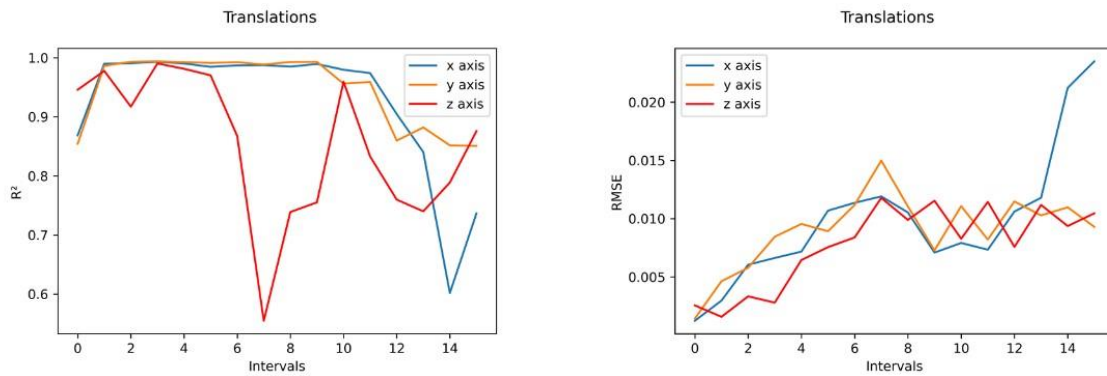 Translations
1.0
0.9
0.8
0.7
0.6
R²
0 2 4 6 8 10 12 14
Intervals
x axis
y axis
z axis
Translations
0.020
0.015
0.010
0.005
RMSE
0 2 4 6 8 10 12 14
Intervals
x axis
y axis
z axis